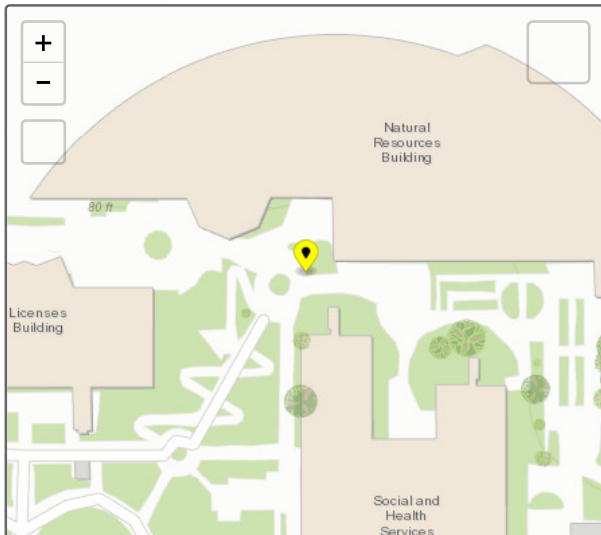 +
−
Natural
Resources
Building
80 ft
Licenses
Building
Social and
Health
Services